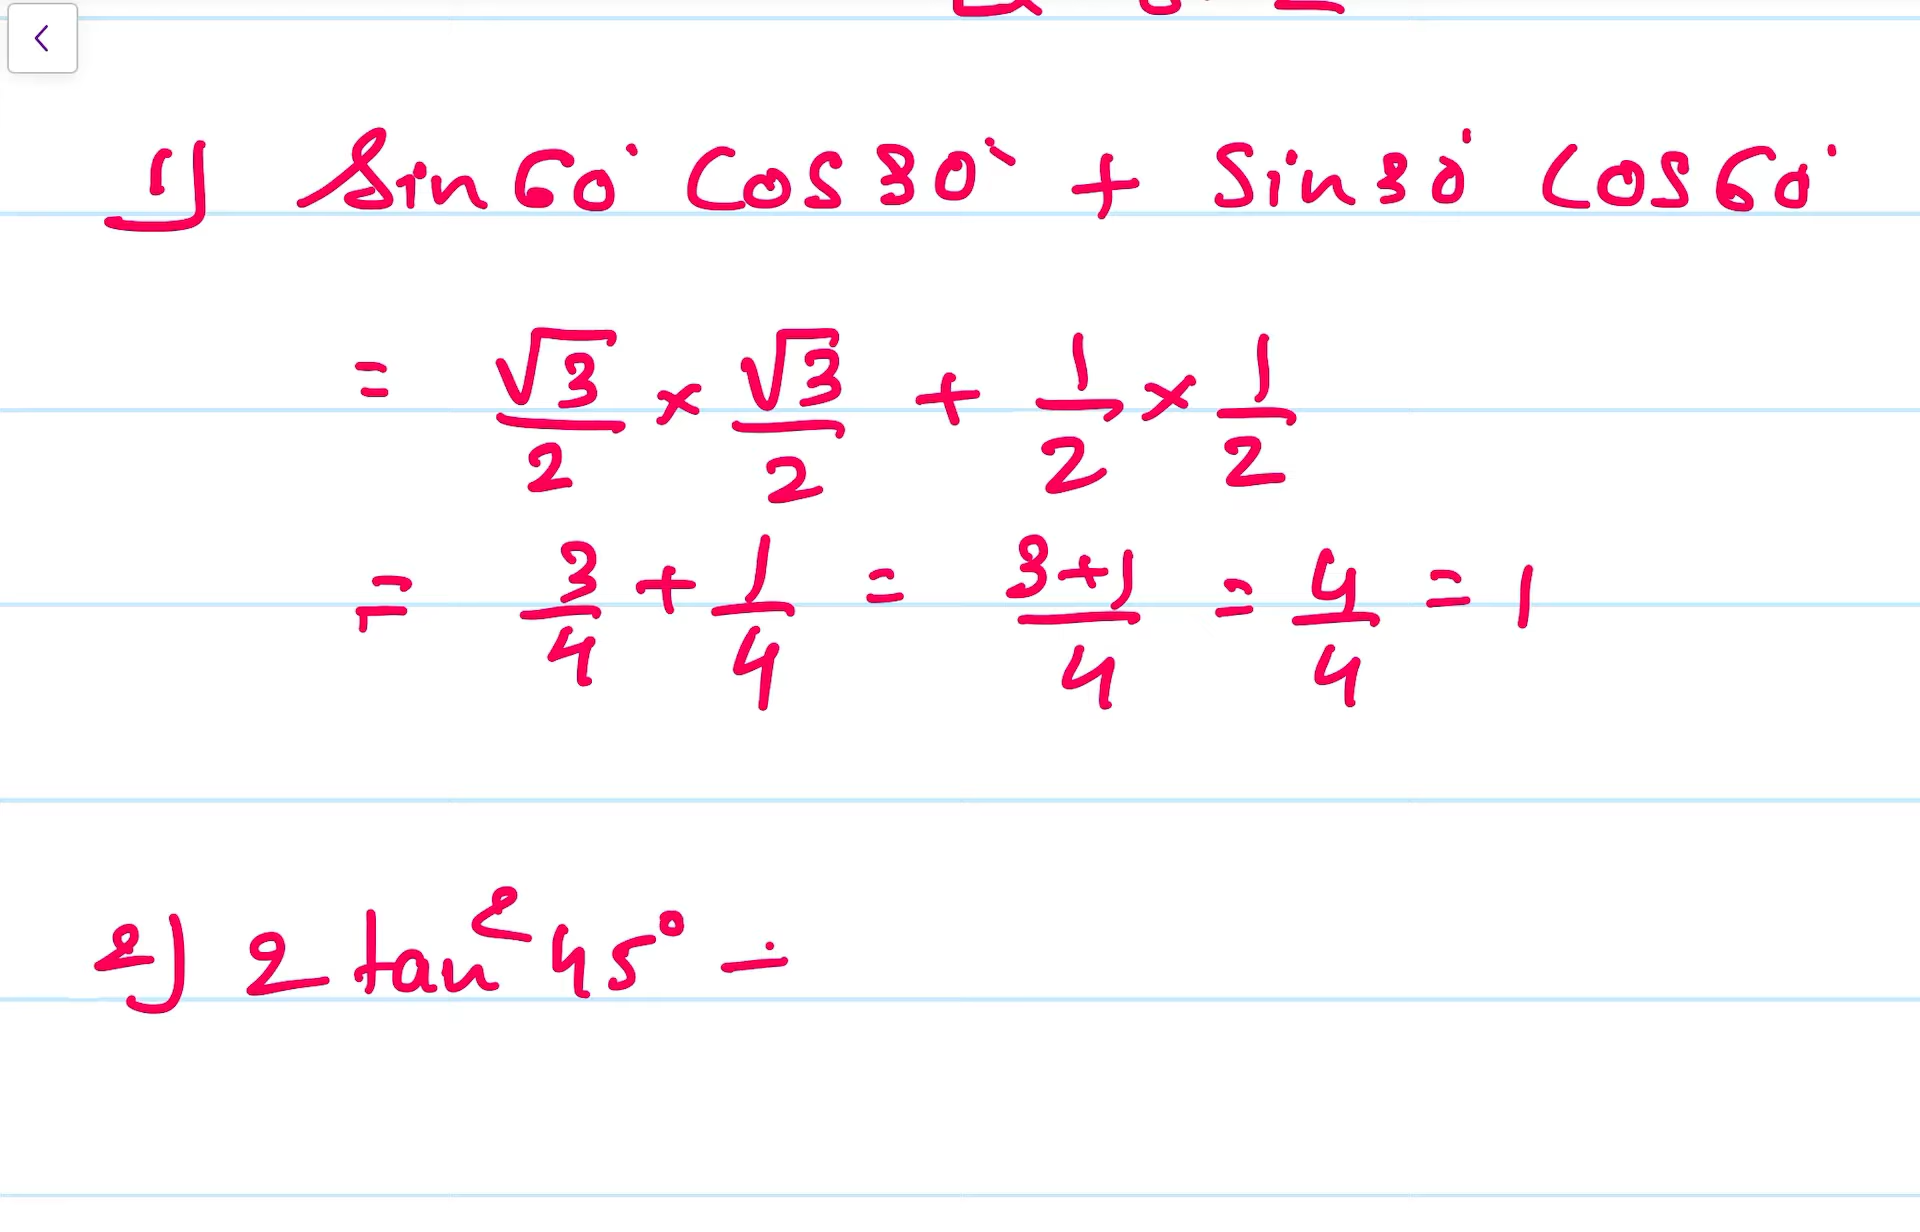 1) Sin 60° Cos 30° + Sin 30° Cos 60°
= √3/2 × √3/2 + 1/2 × 1/2
= 3/4 + 1/4 = 3+1/4 = 4/4 = 1
2) 2 tan² 45° -